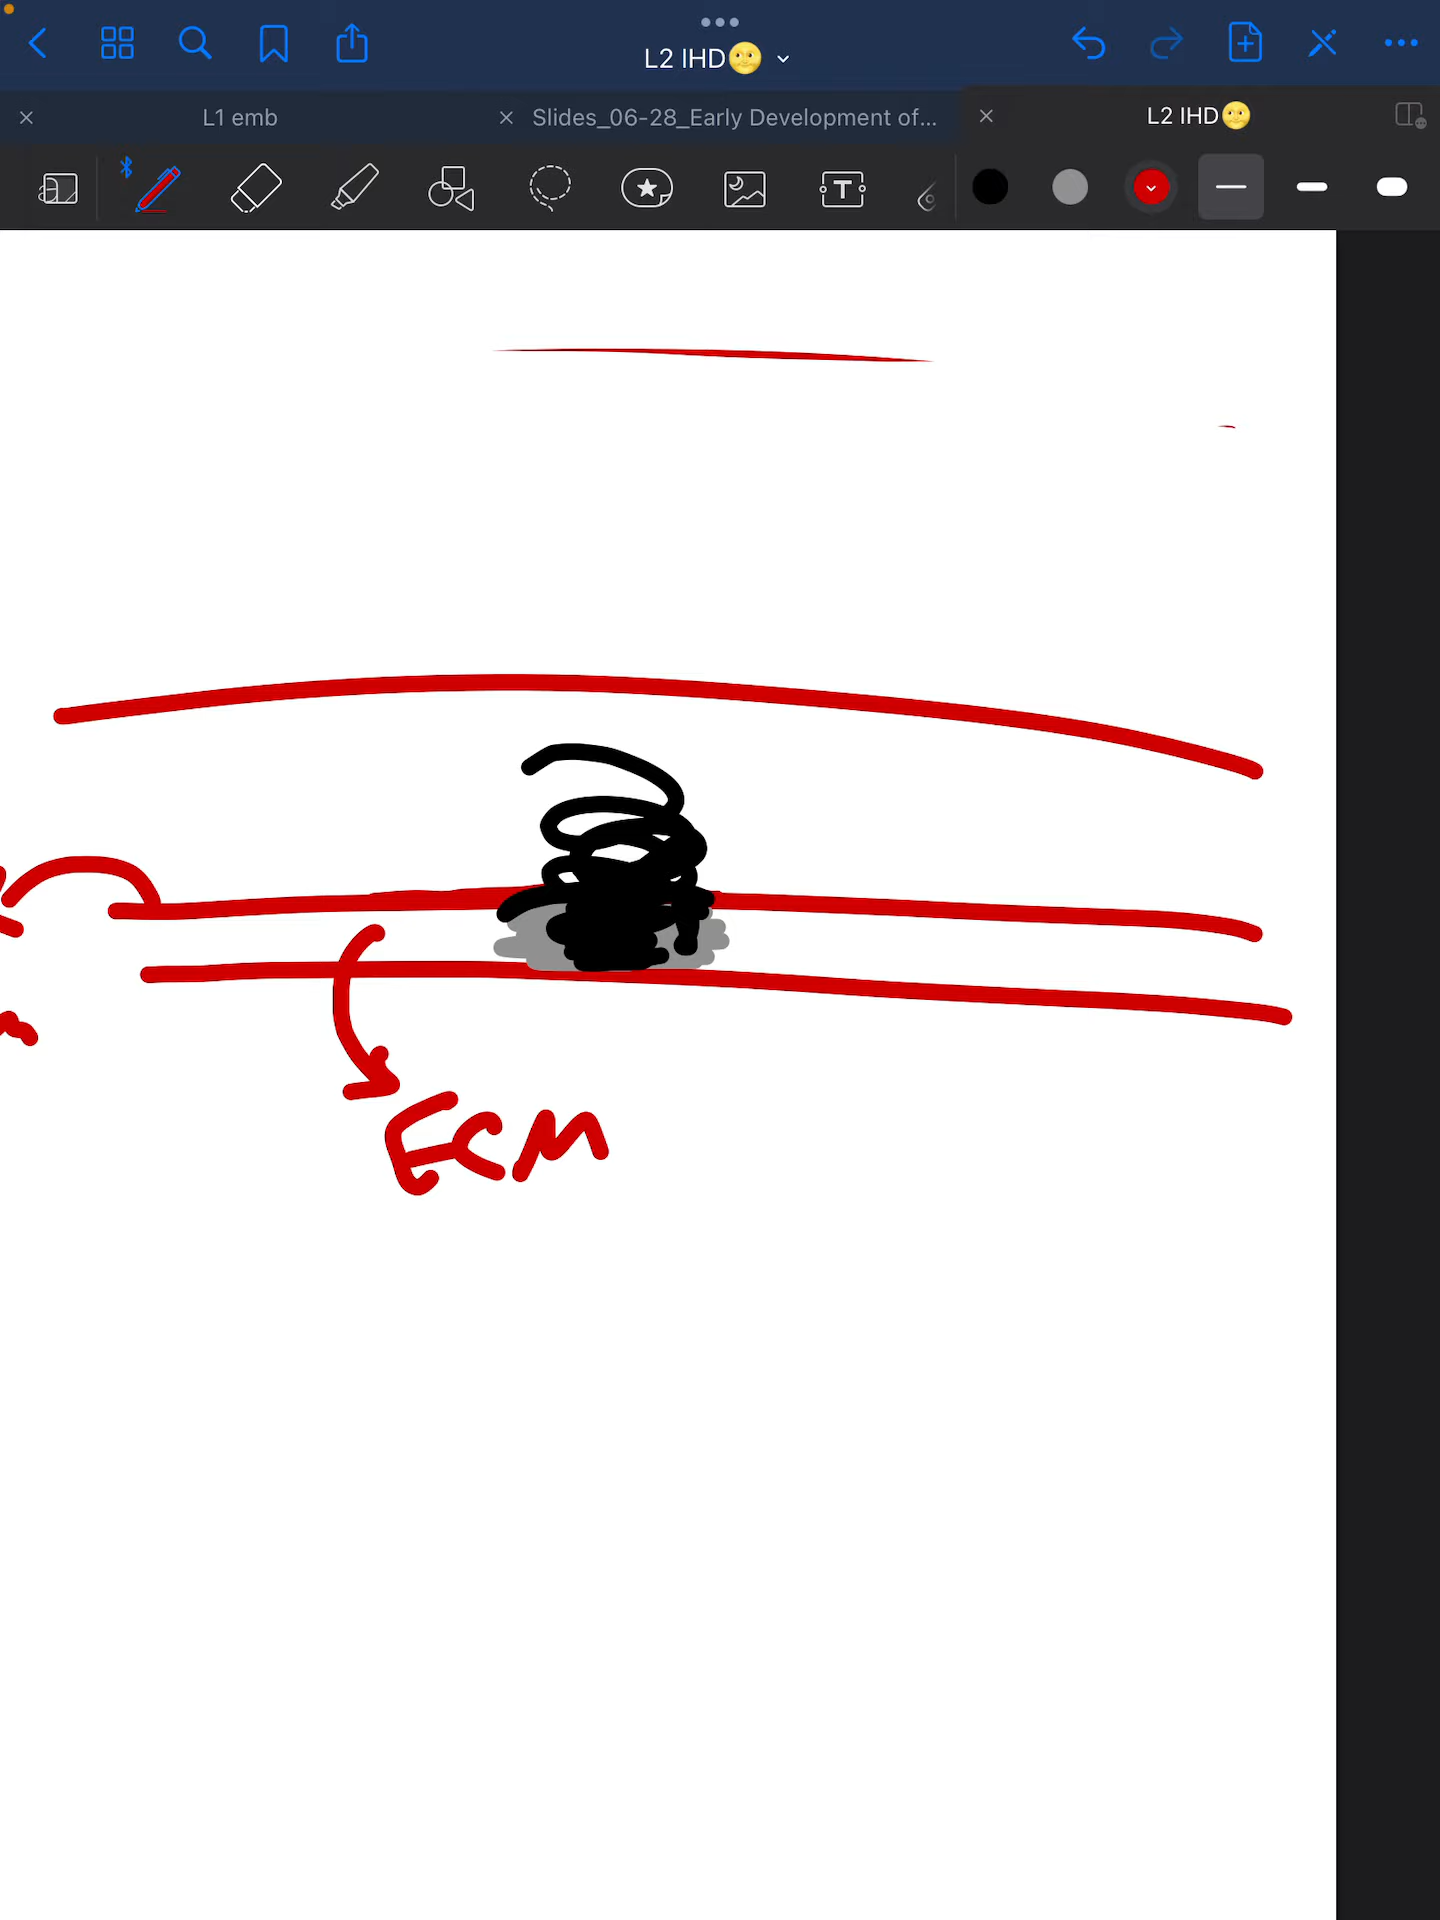 L2 IHD🌝
L1 emb
Slides_06-28_Early Development of...
L2 IHD🌝
ECM